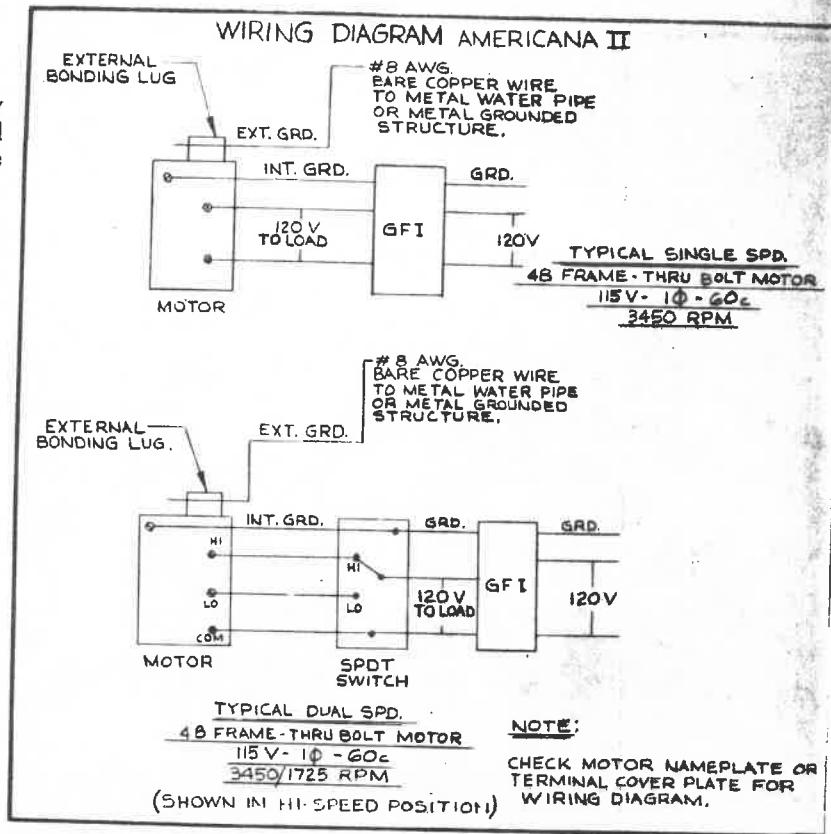 WIRING DIAGRAM AMERICANA II
EXTERNAL
BONDING LUG
#8 AWG.
BARE COPPER WIRE
TO METAL WATER PIPE
OR METAL GROUNDED
STRUCTURE.
EXT. GRD.
INT. GRD.
GRD.
120 V
TO LOAD
GFI
120V
MOTOR
TYPICAL SINGLE SPD.
48 FRAME-THRU BOLT MOTOR
115V- 1Φ - 60c
3450 RPM
#8 AWG.
BARE COPPER WIRE
TO METAL WATER PIPE
OR METAL GROUNDED
STRUCTURE.
EXTERNAL
BONDING LUG.
EXT. GRD.
INT. GRD.
GRD.
GRD.
HI
HI
LO
LO
COM
120V
TO LOAD
GFI
120V
MOTOR
SPDT
SWITCH
TYPICAL DUAL SPD.
48 FRAME-THRU BOLT MOTOR
115 V- 1Φ - 60c
3450/1725 RPM
(SHOWN IN HI-SPEED POSITION)
NOTE:
CHECK MOTOR NAMEPLATE OR
TERMINAL COVER PLATE FOR
WIRING DIAGRAM.